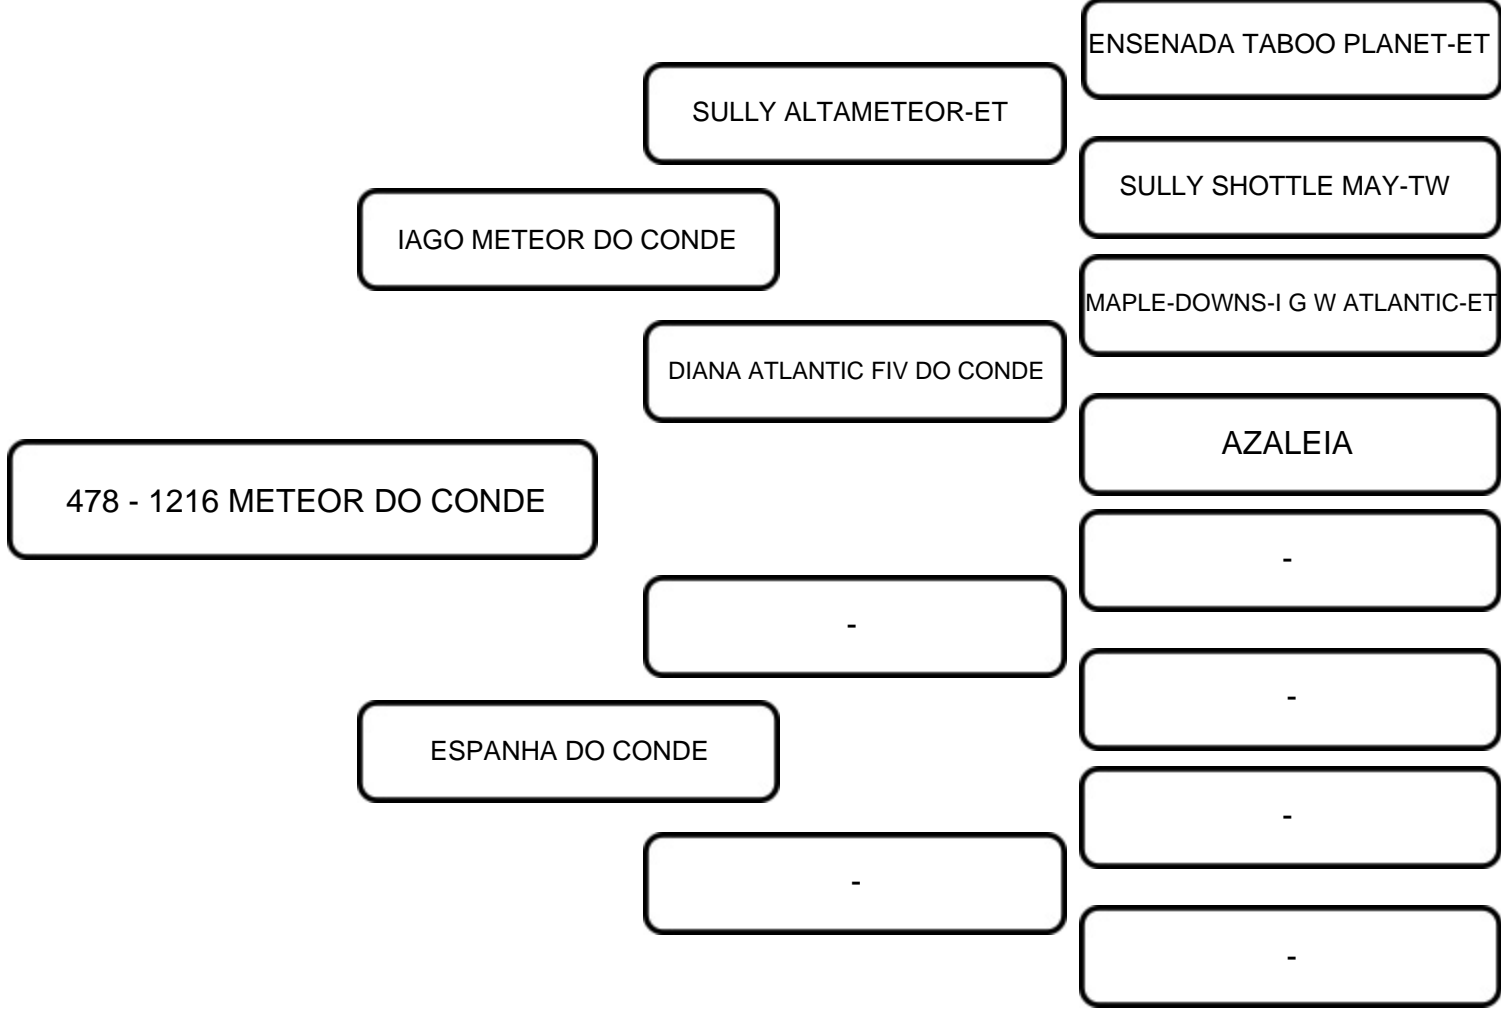 ENSENADA TABOO PLANET-ET
SULLY ALTAMETEOR-ET
SULLY SHOTTLE MAY-TW
IAGO METEOR DO CONDE
MAPLE-DOWNS-I G W ATLANTIC-ET
DIANA ATLANTIC FIV DO CONDE
AZALEIA
478 - 1216 METEOR DO CONDE
-
-
-
ESPANHA DO CONDE
-
-
-